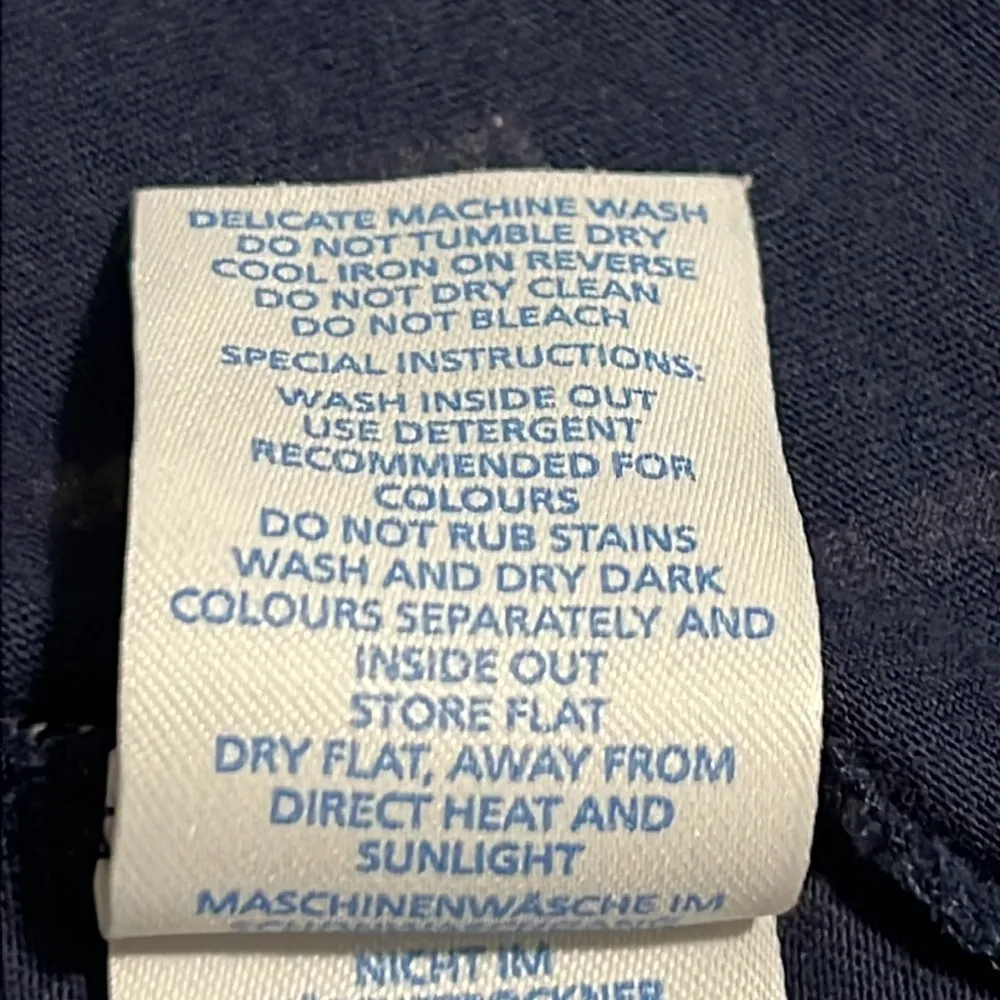 DELICATE MACHINE WASH
DO NOT TUMBLE DRY
COOL IRON ON REVERSE
DO NOT DRY CLEAN
DO NOT BLEACH
SPECIAL INSTRUCTIONS:
WASH INSIDE OUT
USE DETERGENT
RECOMMENDED FOR
COLOURS
DO NOT RUB STAINS
WASH AND DRY DARK
COLOURS SEPARATELY AND
INSIDE OUT
STORE FLAT
DRY FLAT, AWAY FROM
DIRECT HEAT AND
SUNLIGHT
MASCHINENWÄSCHE IM
NICHT IM